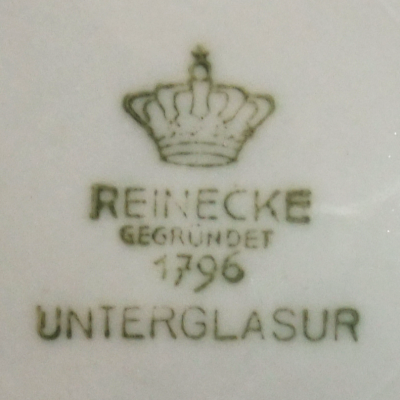 REINECKE
GEGRÜNDET
1796
UNTERGLASUR